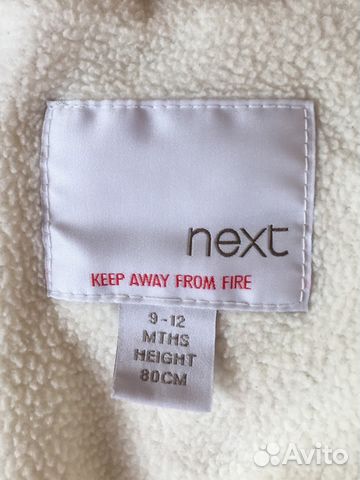 next
KEEP AWAY FROM FIRE
9-12
MTHS
HEIGHT
80CM
Avito